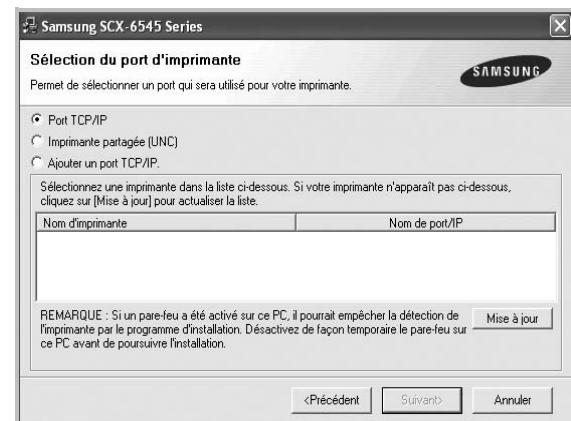 Samsung SCX-6545 Series
Sélection du port d'imprimante
Permet de sélectionner un port qui sera utilisé pour votre imprimante.
SAMSUNG
Port TCP/IP
Imprimante partagée (UNC)
Ajouter un port TCP/IP.
Sélectionnez une imprimante dans la liste ci-dessous. Si votre imprimante n'apparaît pas ci-dessous,
cliquez sur [Mise à jour] pour actualiser la liste.
Nom d'imprimante Nom de port/IP
REMARQUE : Si un pare-feu a été activé sur ce PC, il pourrait empêcher la détection de
l'imprimante par le programme d'installation. Désactivez de façon temporaire le pare-feu sur
ce PC avant de poursuivre l'installation.
Mise à jour
<Précédent Suivant> Annuler